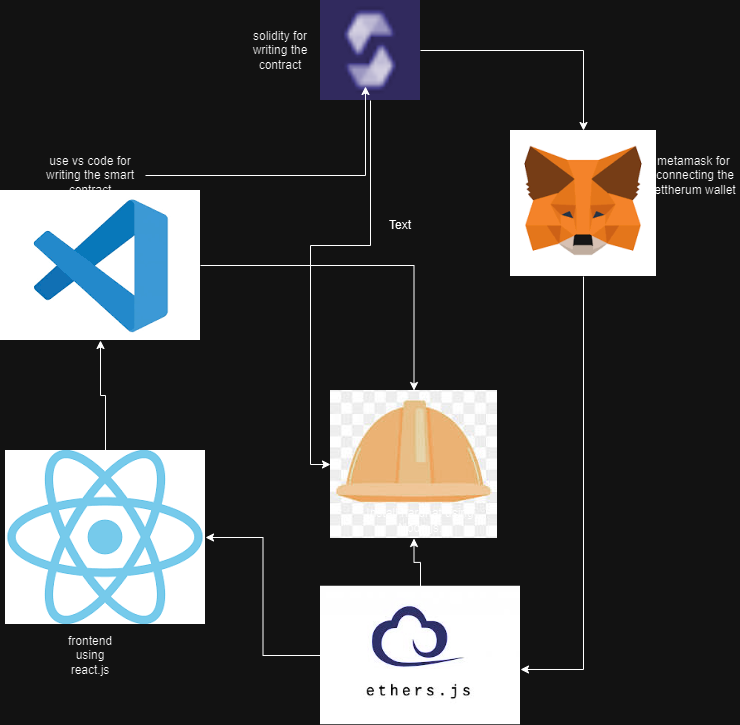 solidity for
writing the
contract
use vs code for
writing the smart
contract
metamask for
connecting the
ettherum wallet
Text
frontend
using
react.js
ethers.js